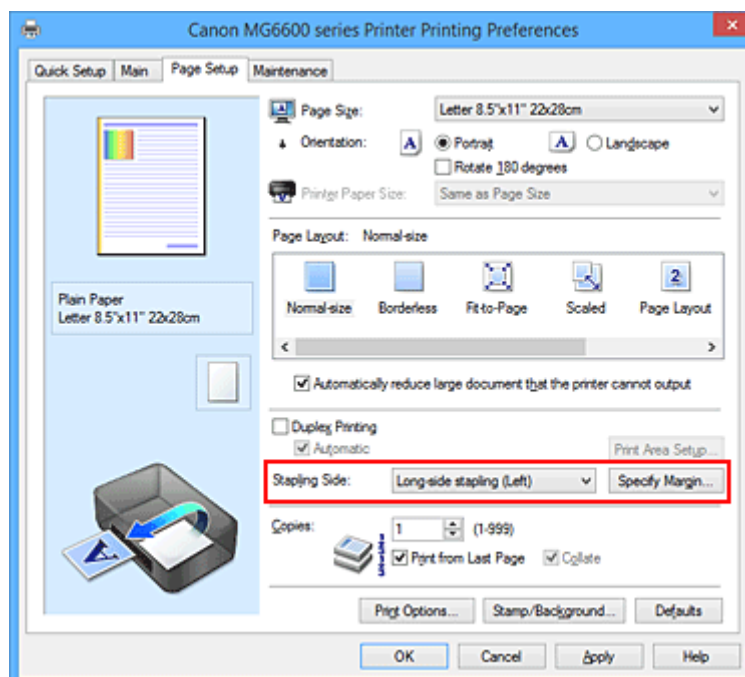 Canon MG6600 series Printer Printing Preferences
Quick Setup Main Page Setup Maintenance
Page Size: Letter 8.5"x11" 22x28cm
Orientation: A Portrait A Landscape
Rotate 180 degrees
Printer Paper Size: Same as Page Size
Page Layout: Normal-size
Normal-size Borderless Fit-to-Page Scaled 2 Page Layout
Plain Paper
Letter 8.5"x11" 22x28cm
Automatically reduce large document that the printer cannot output
Duplex Printing
Automatic Print Area Setup...
Stapling Side: Long-side stapling (Left) Specify Margin...
Copies: 1 (1-999)
Print from Last Page Collate
A
Print Options... Stamp/Background... Defaults
OK Cancel Apply Help